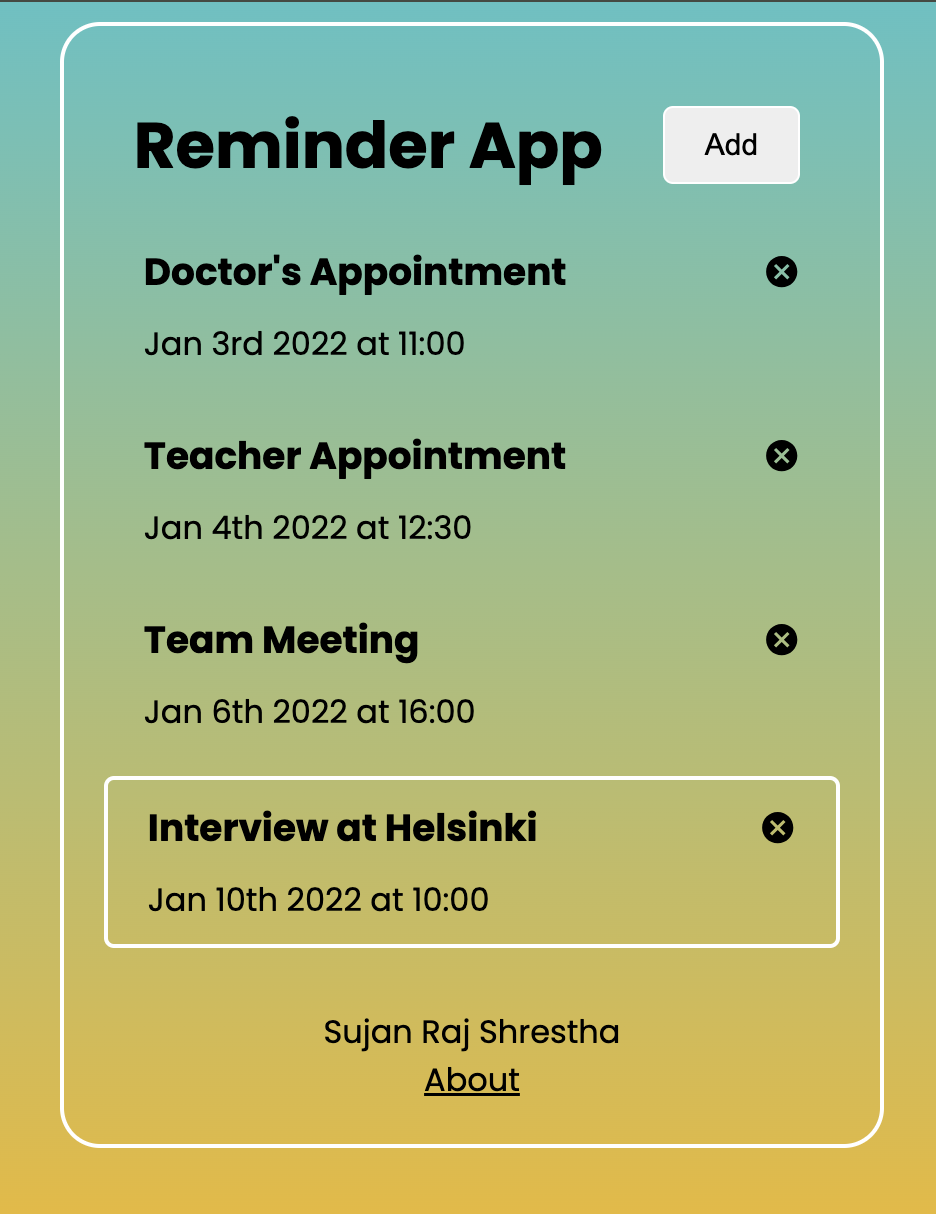 Reminder App
Add
Doctor's Appointment
Jan 3rd 2022 at 11:00
Teacher Appointment
Jan 4th 2022 at 12:30
Team Meeting
Jan 6th 2022 at 16:00
Interview at Helsinki
Jan 10th 2022 at 10:00
Sujan Raj Shrestha
About